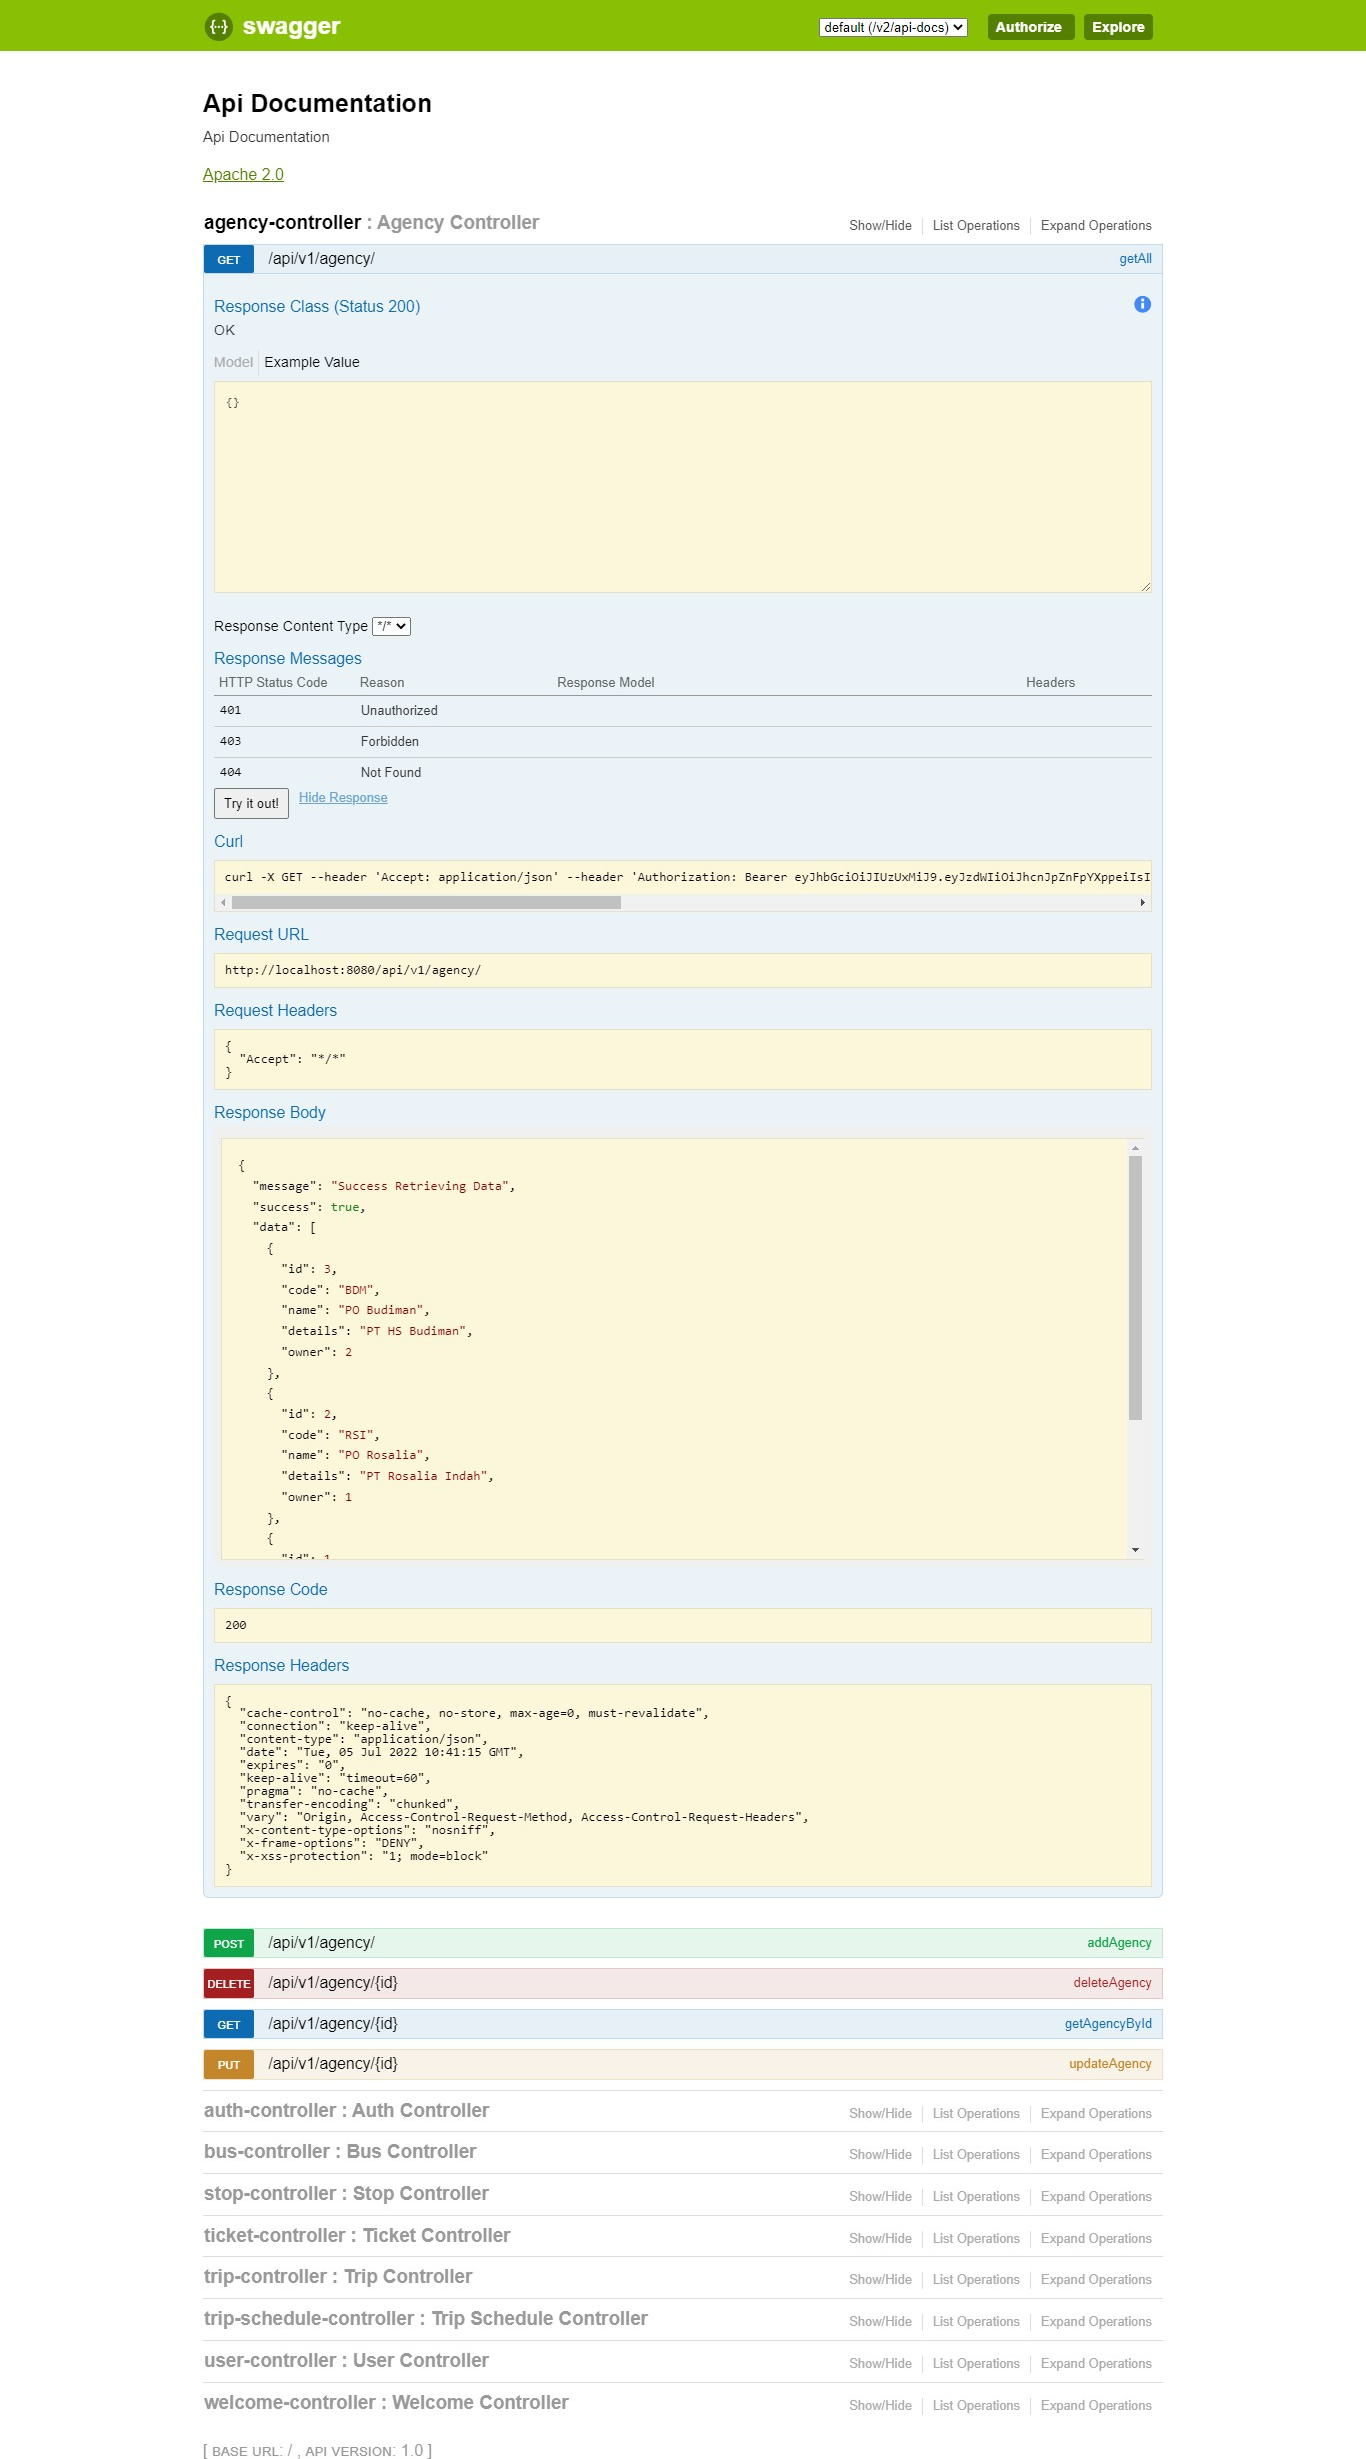 swagger
default (/v2/api-docs)
Authorize
Explore
Api Documentation
Api Documentation
Apache 2.0
agency-controller : Agency Controller
Show/Hide
List Operations
Expand Operations
GET /api/v1/agency/ getAll
Response Class (Status 200)
OK
Model
Example Value
{}
Response Content Type */*
Response Messages
HTTP Status Code Reason Response Model Headers
401 Unauthorized
403 Forbidden
404 Not Found
Try it out! Hide Response
Curl
curl -X GET --header 'Accept: application/json' --header 'Authorization: Bearer eyJhbGciOiJIUzUxMiJ9.eyJzdWIiOiJhcnJpZnFpYXppeiIsI
Request URL
http://localhost:8080/api/v1/agency/
Request Headers
{
  "Accept": "*/*"
}
Response Body
{
  "message": "Success Retrieving Data",
  "success": true,
  "data": [
    {
      "id": 3,
      "code": "BDM",
      "name": "PO Budiman",
      "details": "PT HS Budiman",
      "owner": 2
    },
    {
      "id": 2,
      "code": "RSI",
      "name": "PO Rosalia",
      "details": "PT Rosalia Indah",
      "owner": 1
    },
    {
      "id": 1
Response Code
200
Response Headers
{
  "cache-control": "no-cache, no-store, max-age=0, must-revalidate",
  "connection": "keep-alive",
  "content-type": "application/json",
  "date": "Tue, 05 Jul 2022 10:41:15 GMT",
  "expires": "0",
  "keep-alive": "timeout=60",
  "pragma": "no-cache",
  "transfer-encoding": "chunked",
  "vary": "Origin, Access-Control-Request-Method, Access-Control-Request-Headers",
  "x-content-type-options": "nosniff",
  "x-frame-options": "DENY",
  "x-xss-protection": "1; mode=block"
}
POST /api/v1/agency/ addAgency
DELETE /api/v1/agency/{id} deleteAgency
GET /api/v1/agency/{id} getAgencyById
PUT /api/v1/agency/{id} updateAgency
auth-controller : Auth Controller Show/Hide List Operations Expand Operations
bus-controller : Bus Controller Show/Hide List Operations Expand Operations
stop-controller : Stop Controller Show/Hide List Operations Expand Operations
ticket-controller : Ticket Controller Show/Hide List Operations Expand Operations
trip-controller : Trip Controller Show/Hide List Operations Expand Operations
trip-schedule-controller : Trip Schedule Controller Show/Hide List Operations Expand Operations
user-controller : User Controller Show/Hide List Operations Expand Operations
welcome-controller : Welcome Controller Show/Hide List Operations Expand Operations
[ BASE URL: / , API VERSION: 1.0 ]